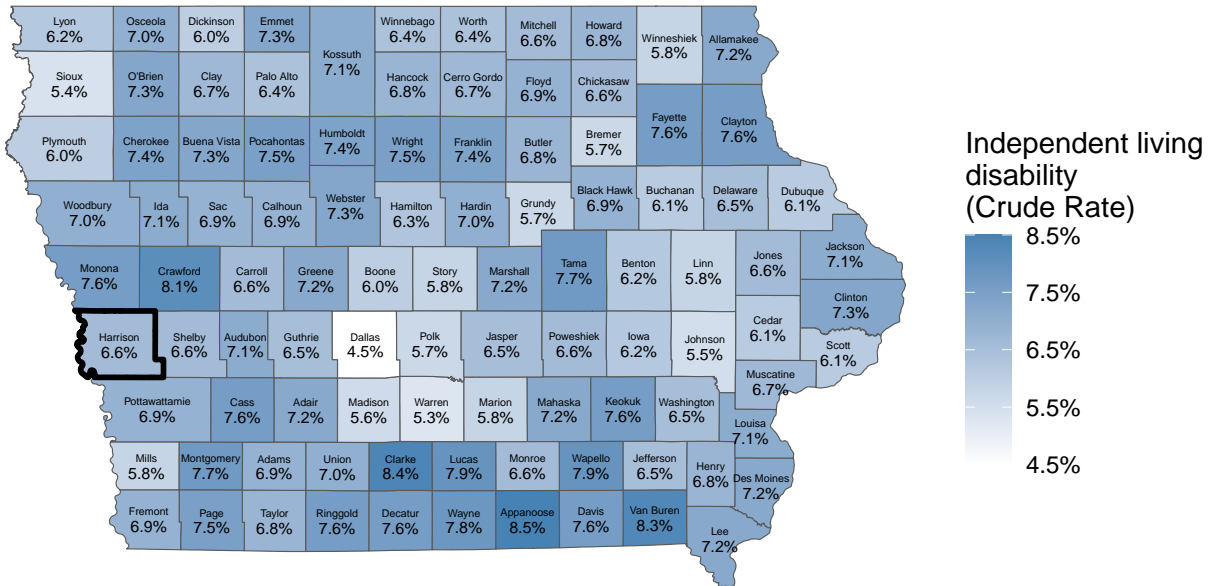 Lyon
6.2%
Osceola
7.0%
Dickinson
6.0%
Emmet
7.3%
Kossuth
7.1%
Winnebago
6.4%
Worth
6.4%
Mitchell
6.6%
Howard
6.8%
Winneshiek
5.8%
Allamakee
7.2%
Sioux
5.4%
O'Brien
7.3%
Clay
6.7%
Palo Alto
6.4%
Hancock
6.8%
Cerro Gordo
6.7%
Floyd
6.9%
Chickasaw
6.6%
Fayette
7.6%
Clayton
7.6%
Plymouth
6.0%
Cherokee
7.4%
Buena Vista
7.3%
Pocahontas
7.5%
Humboldt
7.4%
Wright
7.5%
Franklin
7.4%
Butler
6.8%
Bremer
5.7%
Woodbury
7.0%
Ida
7.1%
Sac
6.9%
Calhoun
6.9%
Webster
7.3%
Hamilton
6.3%
Hardin
7.0%
Grundy
5.7%
Black Hawk
6.9%
Buchanan
6.1%
Delaware
6.5%
Dubuque
6.1%
Monona
7.6%
Crawford
8.1%
Carroll
6.6%
Greene
7.2%
Boone
6.0%
Story
5.8%
Marshall
7.2%
Tama
7.7%
Benton
6.2%
Linn
5.8%
Jones
6.6%
Jackson
7.1%
Clinton
7.3%
Harrison
6.6%
Shelby
6.6%
Audubon
7.1%
Guthrie
6.5%
Dallas
4.5%
Polk
5.7%
Jasper
6.5%
Poweshiek
6.6%
Iowa
6.2%
Johnson
5.5%
Cedar
6.1%
Scott
6.1%
Muscatine
6.7%
Pottawattamie
6.9%
Cass
7.6%
Adair
7.2%
Madison
5.6%
Warren
5.3%
Marion
5.8%
Mahaska
7.2%
Keokuk
7.6%
Washington
6.5%
Louisa
7.1%
Mills
5.8%
Montgomery
7.7%
Adams
6.9%
Union
7.0%
Clarke
8.4%
Lucas
7.9%
Monroe
6.6%
Wapello
7.9%
Jefferson
6.5%
Henry
6.8%
Des Moines
7.2%
Fremont
6.9%
Page
7.5%
Taylor
6.8%
Ringgold
7.6%
Decatur
7.6%
Wayne
7.8%
Appanoose
8.5%
Davis
7.6%
Van Buren
8.3%
Lee
7.2%
Independent living
disability
(Crude Rate)
8.5%
7.5%
6.5%
5.5%
4.5%